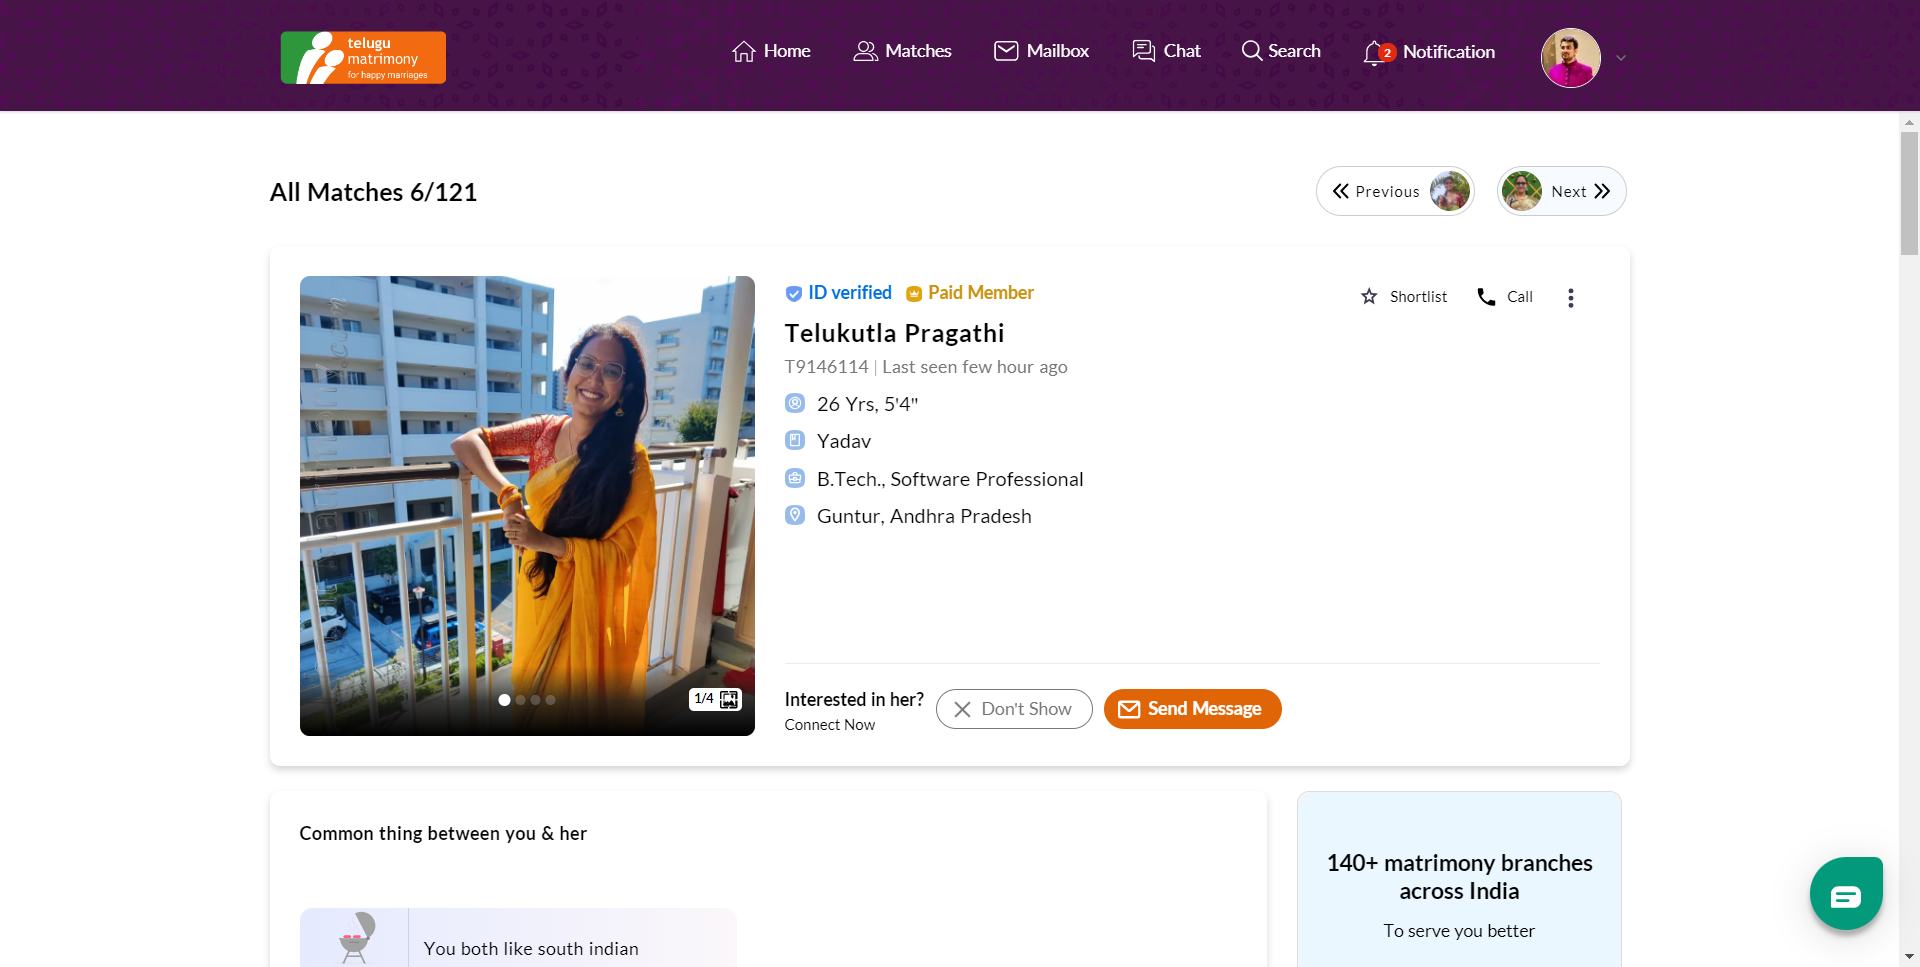 telugu
matrimony
for happy marriages
Home
Matches
Mailbox
Chat
Search
2
Notification
All Matches 6/121
Previous
Next
ID verified
Paid Member
Shortlist
Call
Telukutla Pragathi
T9146114 | Last seen few hour ago
26 Yrs, 5'4"
Yadav
B.Tech., Software Professional
Guntur, Andhra Pradesh
1/4
Interested in her?
Connect Now
Don't Show
Send Message
Common thing between you & her
You both like south indian
140+ matrimony branches
across India
To serve you better